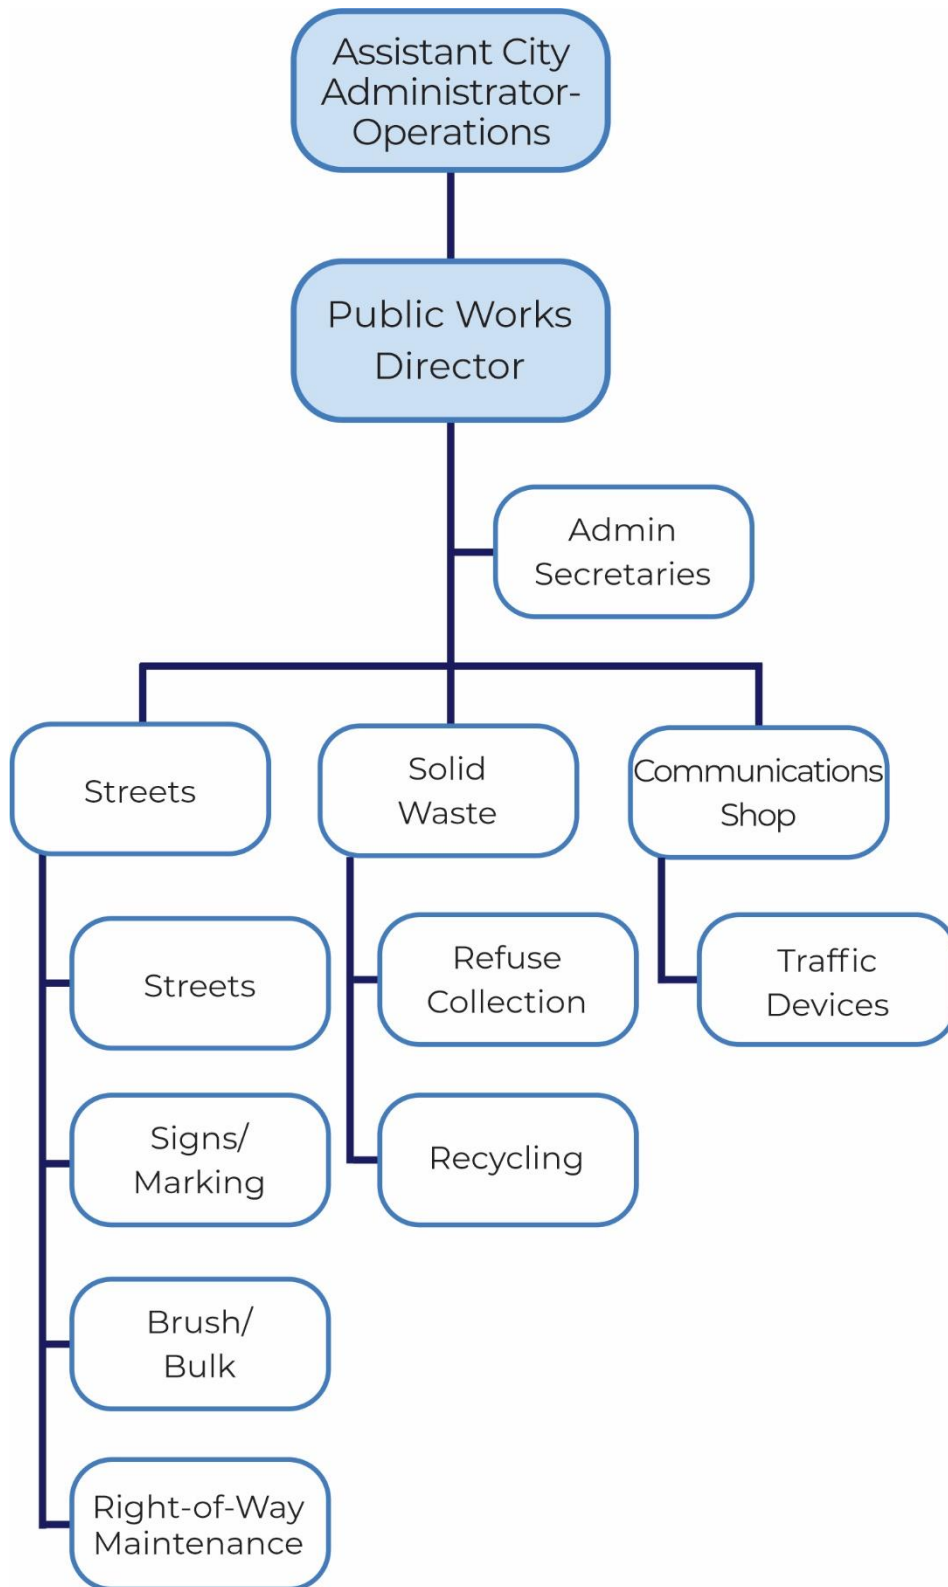 Assistant City
Administrator-
Operations
Public Works
Director
Admin
Secretaries
Streets
Solid
Waste
Communications
Shop
Streets
Refuse
Collection
Traffic
Devices
Signs/
Marking
Recycling
Brush/
Bulk
Right-of-Way
Maintenance